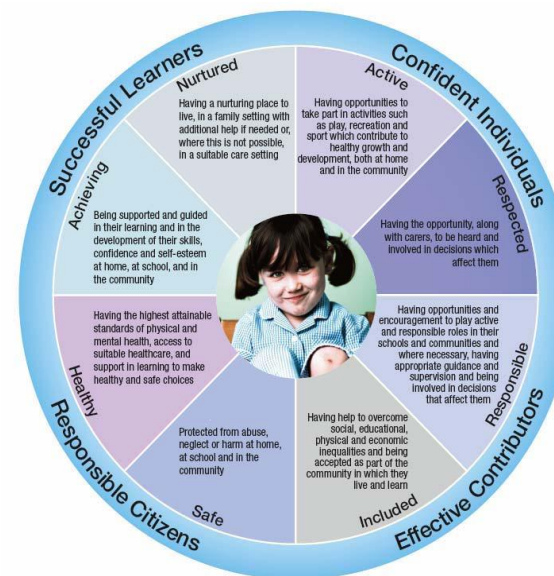 Successful Learners
Confident Individuals
Nurtured
Having a nurturing place to
live, in a family setting with
additional help if needed or,
where this is not possible,
in a suitable care setting
Active
Having opportunities to
take part in activities such
as play, recreation and
sport which contribute to
healthy growth and
development, both at home
and in the community
Achieving
Being supported and guided
in their learning and in the
development of their skills,
confidence and self-esteem
at home, at school, and in
the community
Respected
Having the opportunity, along
with carers, to be heard and
involved in decisions which
affect them
Healthy
Having the highest attainable
standards of physical and
mental health, access to
suitable healthcare, and
support in learning to make
healthy and safe choices
Responsible
Having opportunities and
encouragement to play active
and responsible roles in their
schools and communities and
where necessary, having
appropriate guidance and
supervision and being
involved in decisions
that affect them
Safe
Protected from abuse,
neglect or harm at home,
at school and in the
community
Included
Having help to overcome
social, educational,
physical and economic
inequalities and being
accepted as part of the
community in which they
live and learn
Responsible Citizens
Effective Contributors